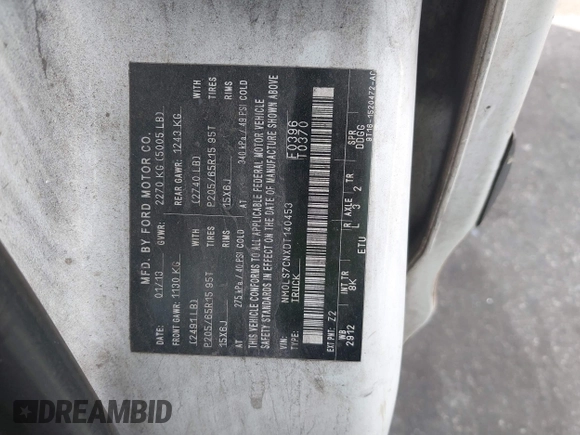 MFD. BY FORD MOTOR CO.
DATE: 01/13 GVWR: 2270 KG (5005 LB)
FRONT GAWR: 1130 KG REAR GAWR: 1243 KG
(2491 LB) WITH (2740 LB) WITH
P205/65R15 95T TIRES P205/65R15 95T TIRES
15X6J RIMS 15X6J RIMS
AT 275 kPa / 40 PSI COLD AT 340 kPa / 49 PSI COLD
THIS VEHICLE CONFORMS TO ALL APPLICABLE FEDERAL MOTOR VEHICLE
SAFETY STANDARDS IN EFFECT ON THE DATE OF MANUFACTURE SHOWN ABOVE
VIN: NM0LS7CNXDT140453 F0396
TYPE: TRUCK T0370
EXT PNT: Z2
WB INT TR R AXLE TR SPR
2912 8K L 3 2 DDGG
ETU 9T16-1520472-A
DREAMBID